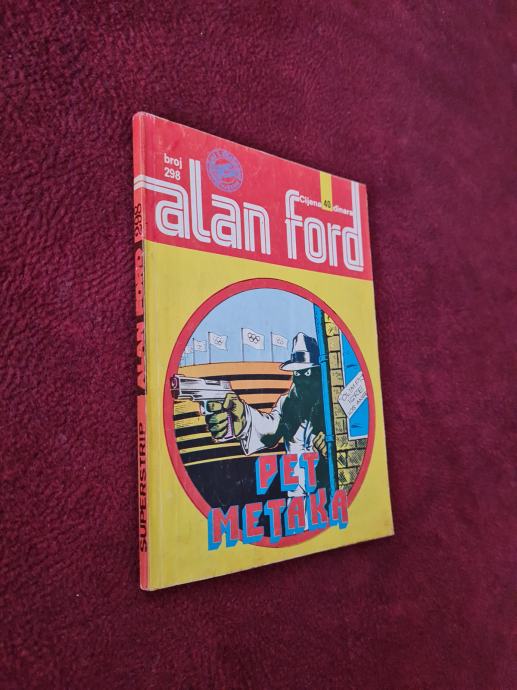 broj
298
Cijena 40 dinara
alan ford
PET
METAKA
SUPERSTRIP ALAN FORD 298